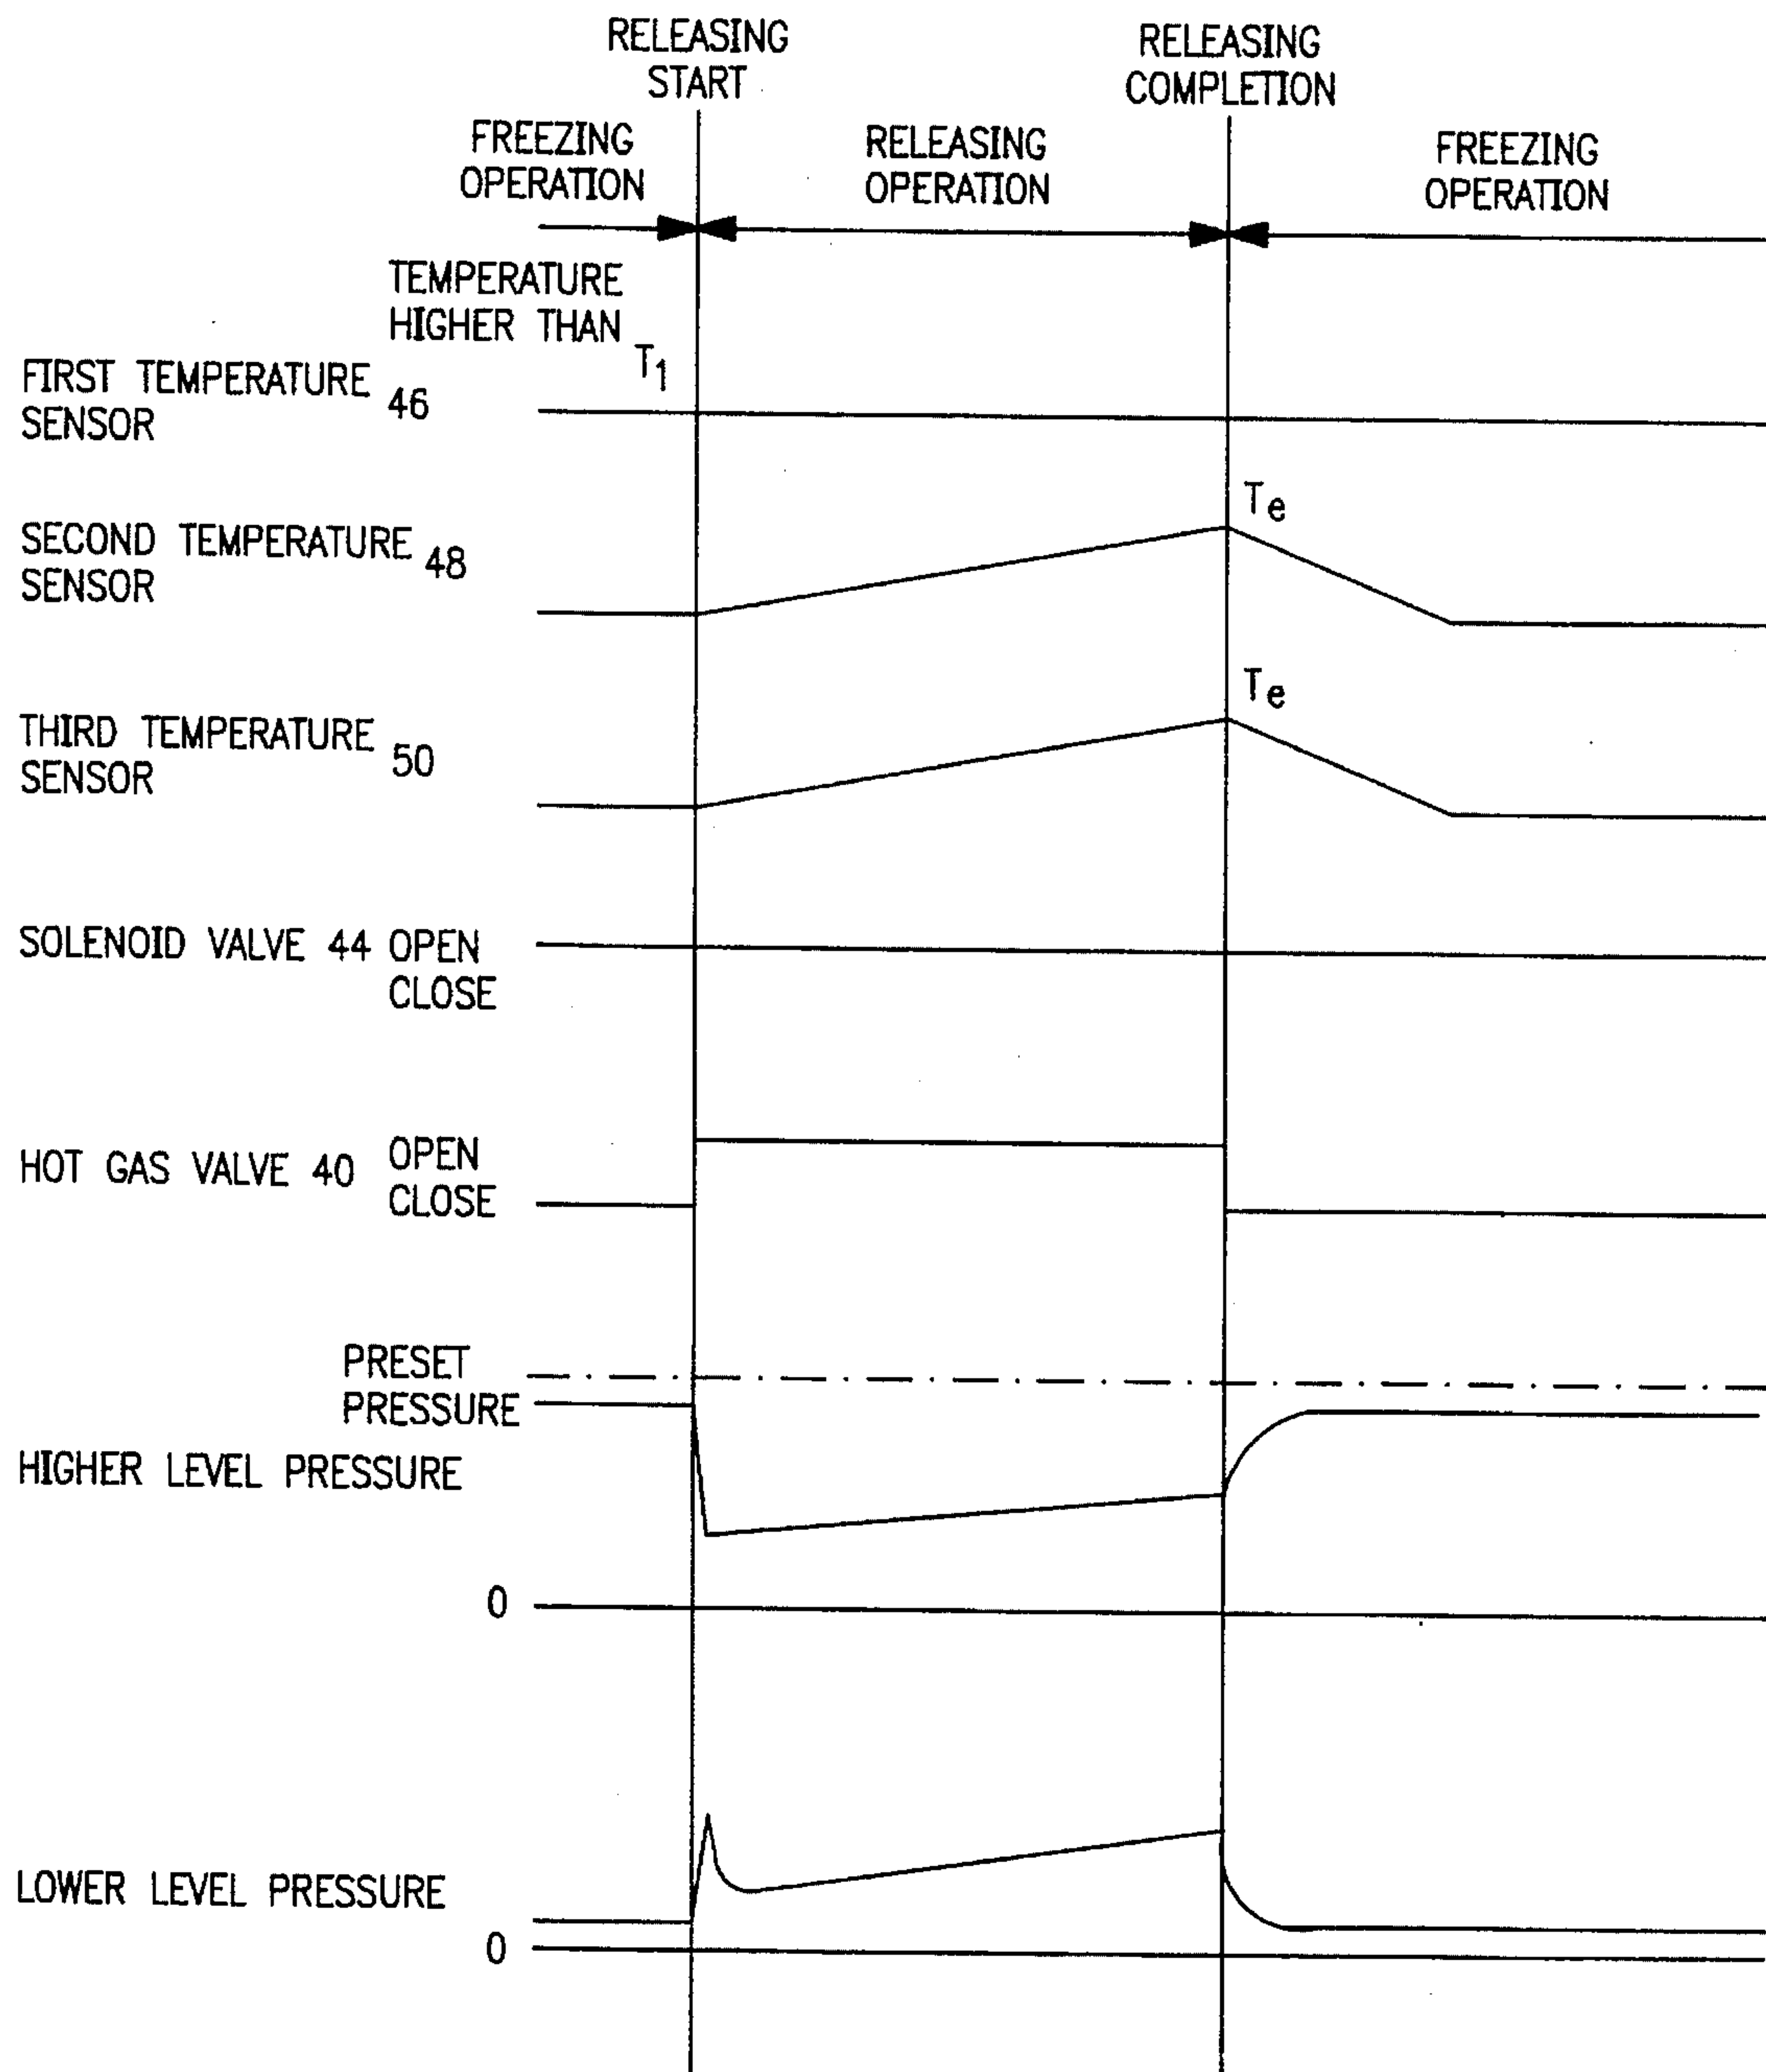 RELEASING
START
RELEASING
COMPLETION
FREEZING
OPERATION
RELEASING
OPERATION
FREEZING
OPERATION
TEMPERATURE
HIGHER THAN T1
FIRST TEMPERATURE
SENSOR 46
SECOND TEMPERATURE
SENSOR 48
Te
THIRD TEMPERATURE
SENSOR 50
Te
SOLENOID VALVE 44 OPEN
CLOSE
HOT GAS VALVE 40 OPEN
CLOSE
PRESET
PRESSURE
HIGHER LEVEL PRESSURE
0
LOWER LEVEL PRESSURE
0